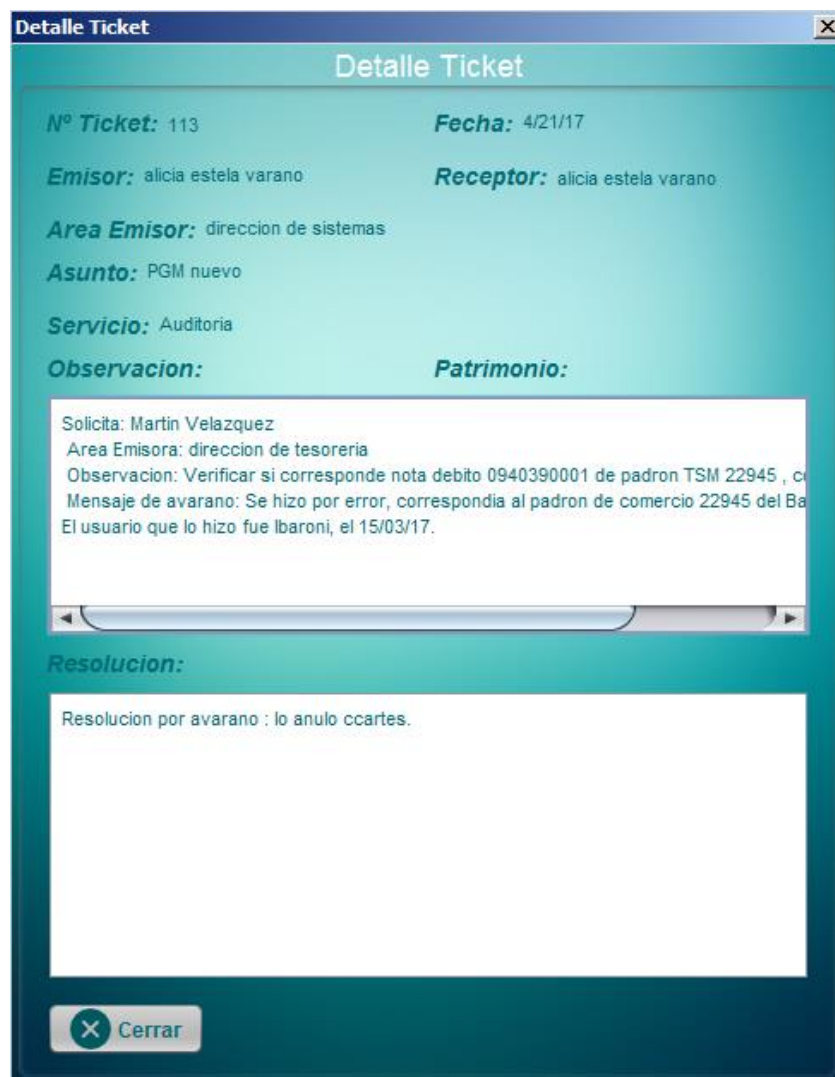 Detalle Ticket
Detalle Ticket
Nº Ticket: 113 Fecha: 4/21/17
Emisor: alicia estela varano Receptor: alicia estela varano
Area Emisor: direccion de sistemas
Asunto: PGM nuevo
Servicio: Auditoria
Observacion: Patrimonio:
Solicita: Martin Velazquez
Area Emisora: direccion de tesoreria
Observacion: Verificar si corresponde nota debito 0940390001 de padron TSM 22945 ,
Mensaje de avarano: Se hizo por error, correspondia al padron de comercio 22945 del
El usuario que lo hizo fue lbaroni, el 15/03/17.
Resolucion:
Resolucion por avarano : lo anulo ccartes.
Cerrar